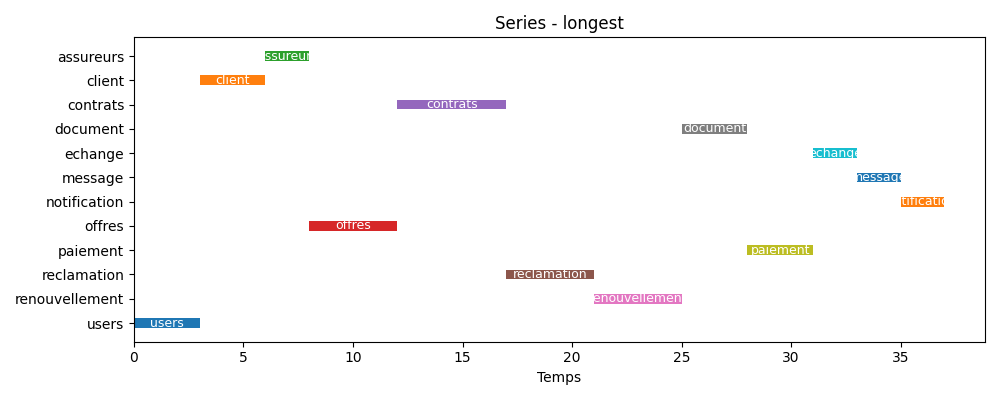 Series - longest
assureurs
ssureur
client
client
contrats
contrats
document
document
echange
echange
message
message
notification
tificatio
offres
offres
paiement
paiement
reclamation
reclamation
renouvellement
enouvellemen
users
users
0 5 10 15 20 25 30 35
Temps